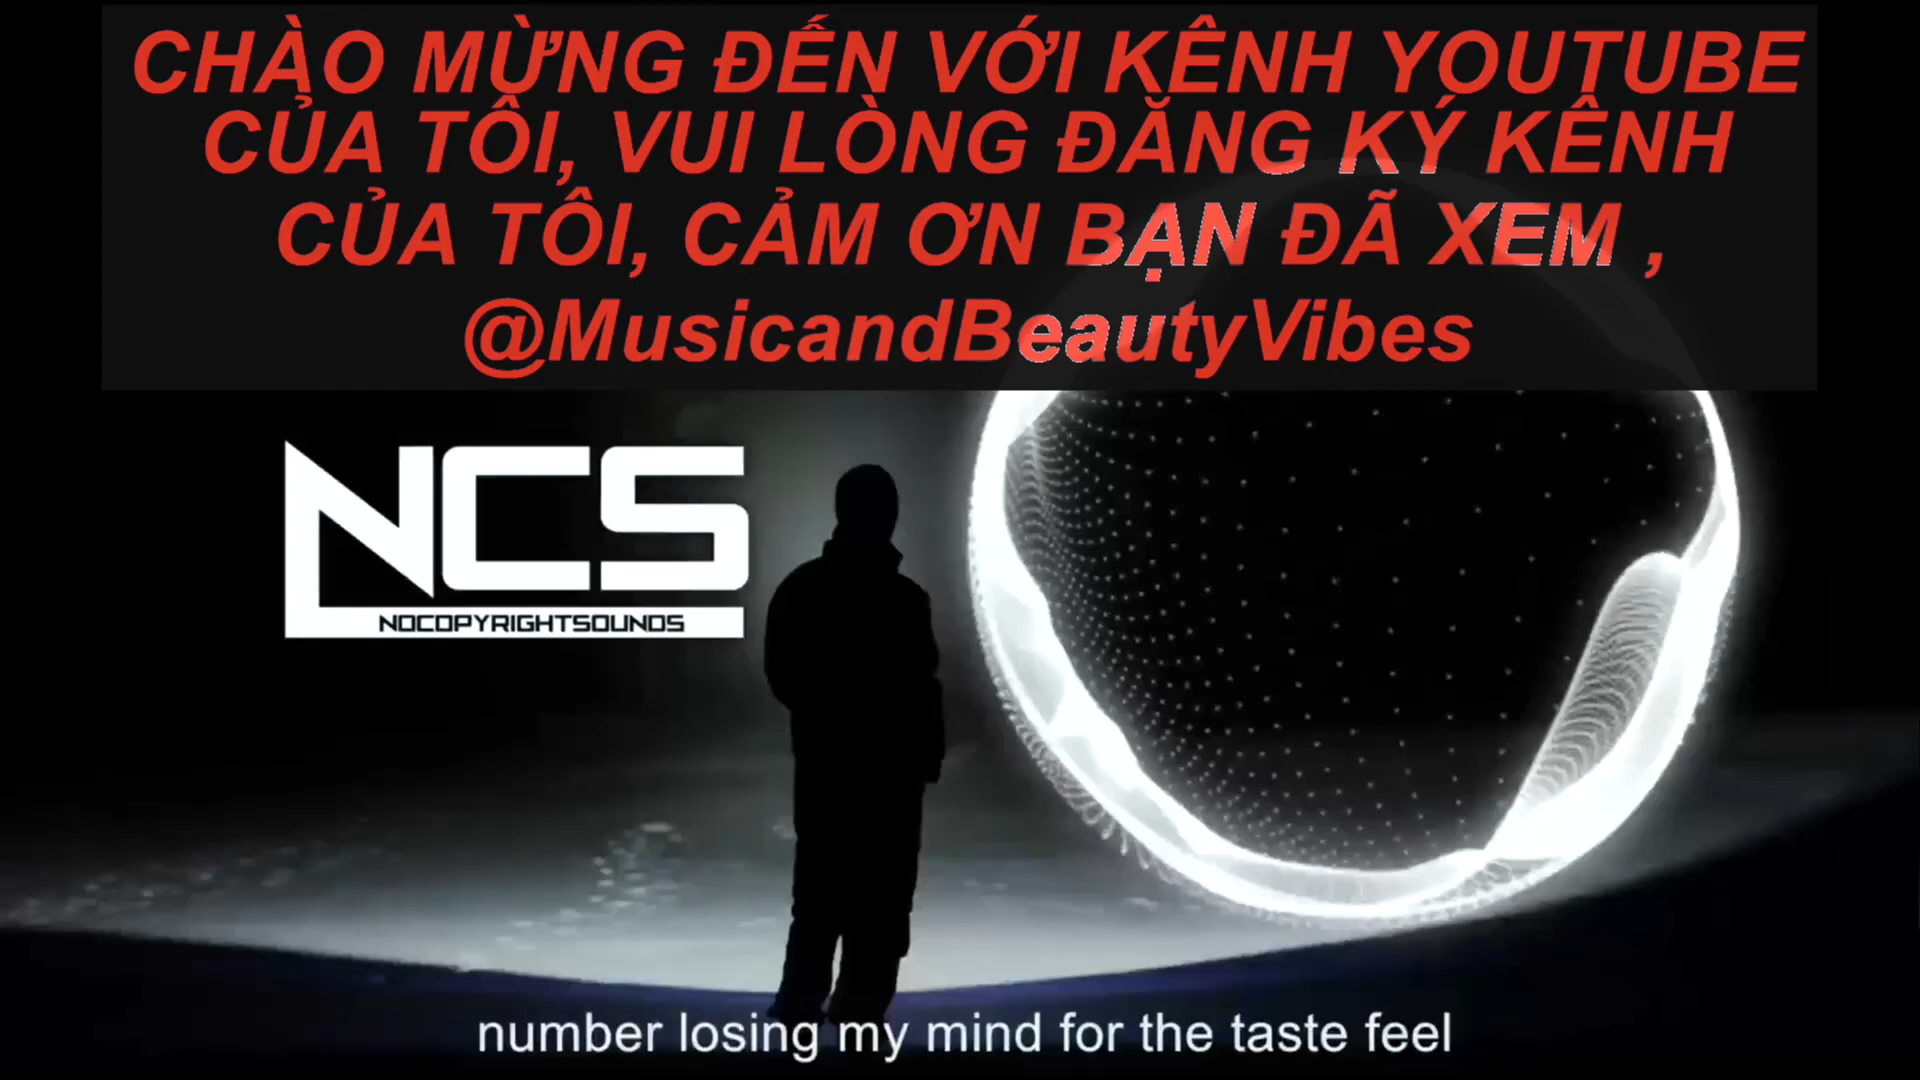 CHÀO MỪNG ĐẾN VỚI KÊNH YOUTUBE
CỦA TÔI, VUI LÒNG ĐĂNG KÝ KÊNH
CỦA TÔI, CẢM ƠN BẠN ĐÃ XEM ,
@MusicandBeautyVibes
NCS
NOCOPYRIGHTSOUNDS
number losing my mind for the taste feel